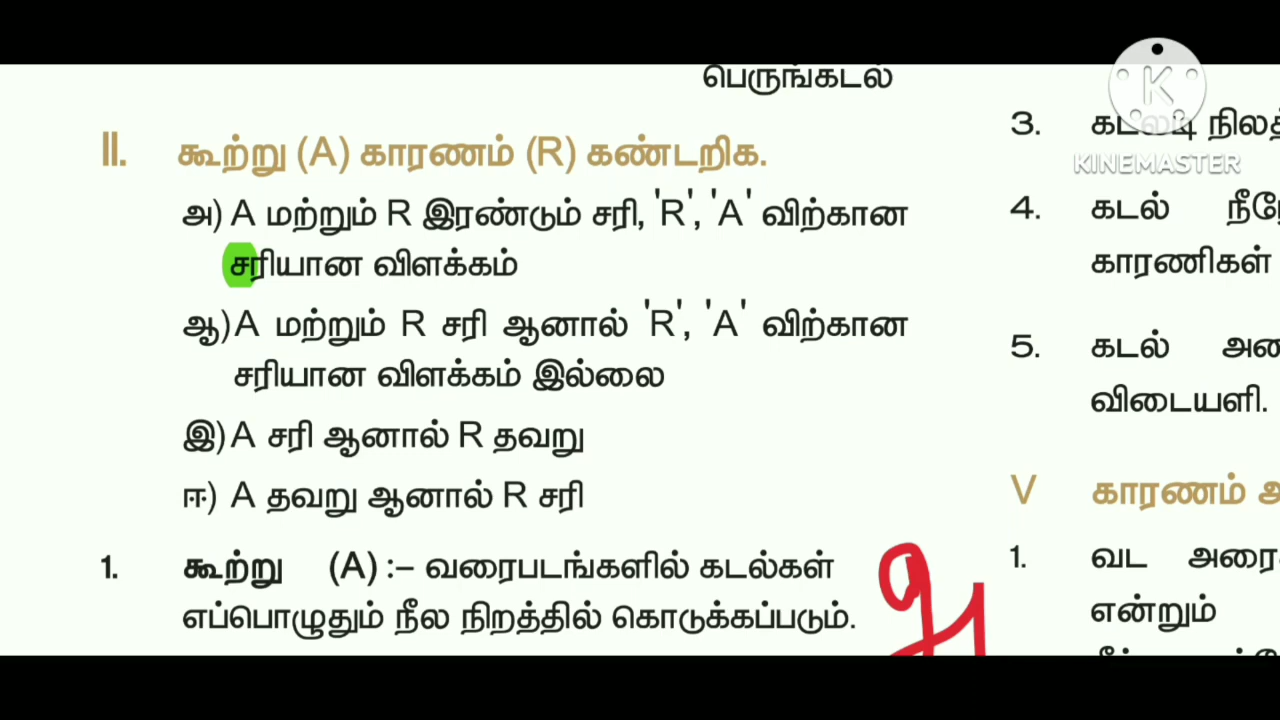 பெருங்கடல்
II. கூற்று (A) காரணம் (R) கண்டறிக.
அ) A மற்றும் R இரண்டும் சரி, 'R', 'A' விற்கான
சரியான விளக்கம்
ஆ) A மற்றும் R சரி ஆனால் 'R', 'A' விற்கான
சரியான விளக்கம் இல்லை
இ) A சரி ஆனால் R தவறு
ஈ) A தவறு ஆனால் R சரி
1. கூற்று (A) :– வரைபடங்களில் கடல்கள்
எப்பொழுதும் நீல நிறத்தில் கொடுக்கப்படும்.
அ
KINEMASTER
3.
4. கடல்
காரணிகள்
5. கடல்
விடையளி.
V காரணம்
1. வட
என்றும்